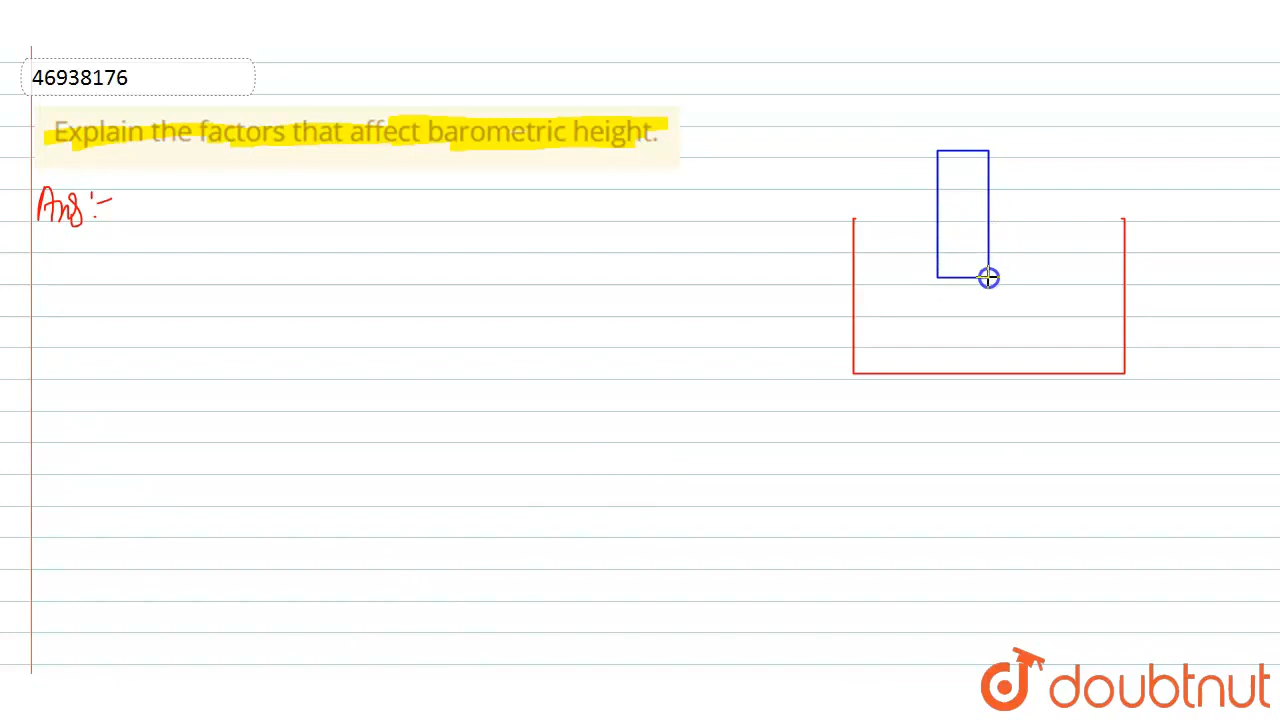 46938176
Explain the factors that affect barometric height.
Ans :-
doubtnut